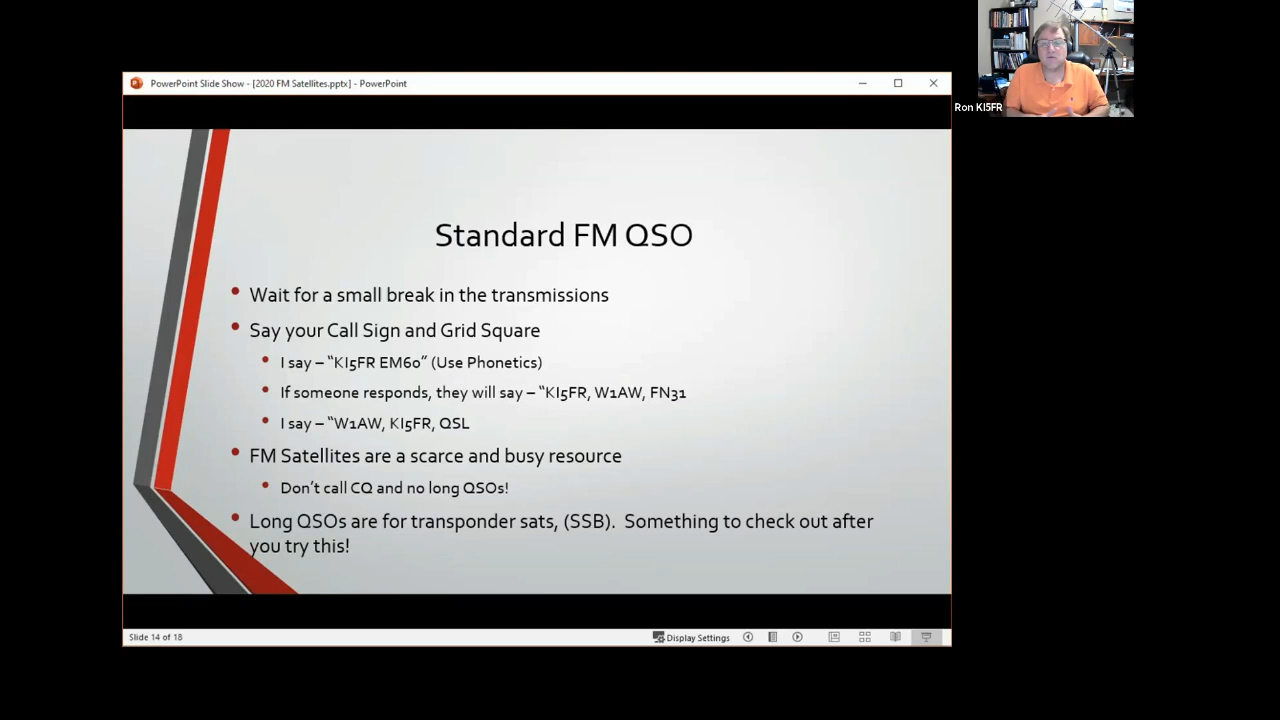 PowerPoint Slide Show - [2020 FM Satellites.pptx] - PowerPoint
Ron KI5FR
Standard FM QSO
Wait for a small break in the transmissions
Say your Call Sign and Grid Square
I say – “KI5FR EM60” (Use Phonetics)
If someone responds, they will say – “KI5FR, W1AW, FN31
I say – “W1AW, KI5FR, QSL
FM Satellites are a scarce and busy resource
Don’t call CQ and no long QSOs!
Long QSOs are for transponder sats, (SSB).  Something to check out after
you try this!
Slide 14 of 18
Display Settings